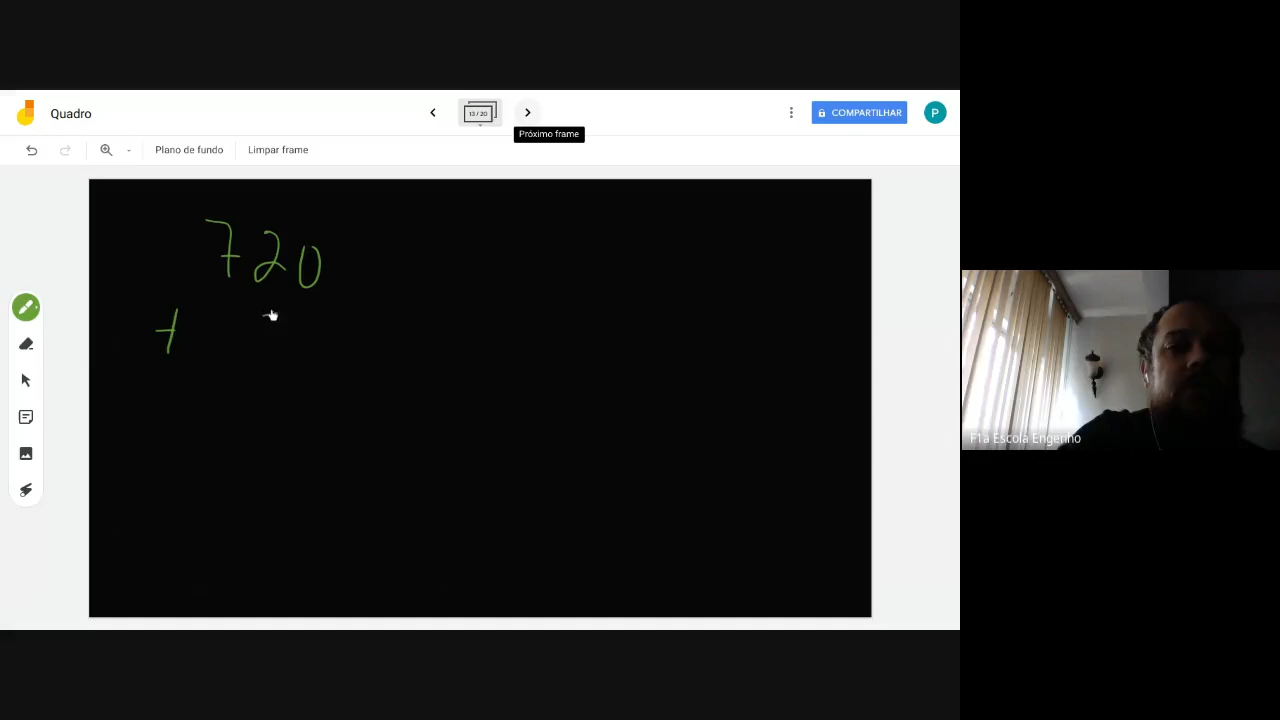 Quadro
13 / 20
COMPARTILHAR
P
Próximo frame
Plano de fundo
Limpar frame
720
+
F1a Escola Engenho